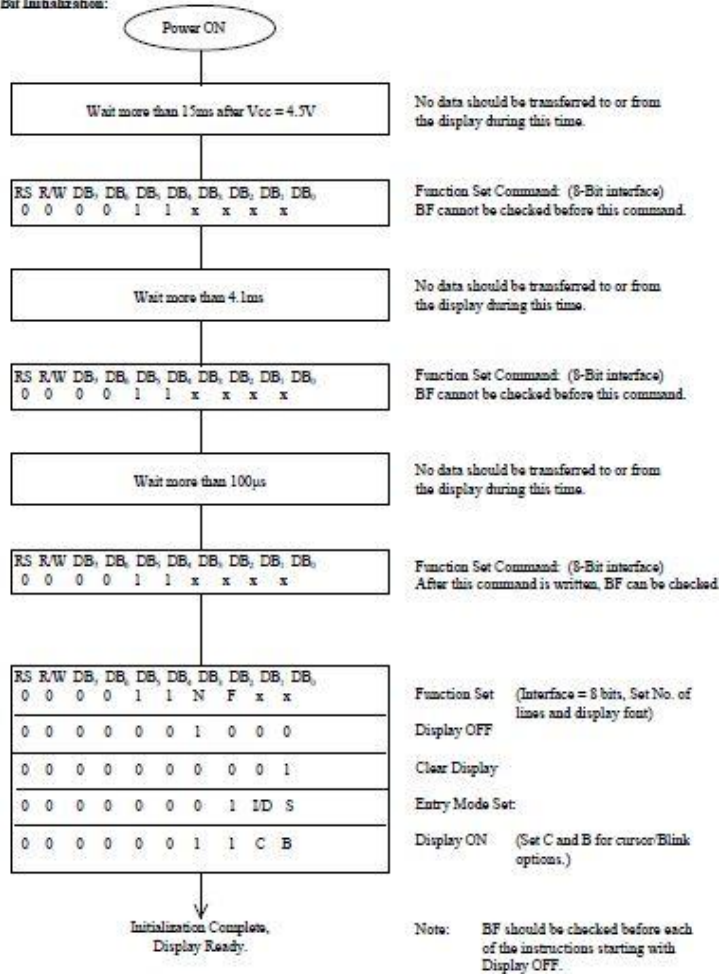 Bit Initialization:
Power ON
Wait more than 15ms after Vcc = 4.5V
No data should be transferred to or from
the display during this time.
RS R/W DB₇ DB₆ DB₅ DB₄ DB₃ DB₂ DB₁ DB₀
0 0 0 0 1 1 x x x x
Function Set Command: (8-Bit interface)
BF cannot be checked before this command.
Wait more than 4.1ms
No data should be transferred to or from
the display during this time.
RS R/W DB₇ DB₆ DB₅ DB₄ DB₃ DB₂ DB₁ DB₀
0 0 0 0 1 1 x x x x
Function Set Command: (8-Bit interface)
BF cannot be checked before this command.
Wait more than 100µs
No data should be transferred to or from
the display during this time.
RS R/W DB₇ DB₆ DB₅ DB₄ DB₃ DB₂ DB₁ DB₀
0 0 0 0 1 1 x x x x
Function Set Command: (8-Bit interface)
After this command is written, BF can be checked
RS R/W DB₇ DB₆ DB₅ DB₄ DB₃ DB₂ DB₁ DB₀
0 0 0 0 1 1 N F x x
Function Set (Interface = 8 bits, Set No. of
lines and display font)
0 0 0 0 0 0 1 0 0 0
Display OFF
0 0 0 0 0 0 0 0 0 1
Clear Display
0 0 0 0 0 0 0 1 I/D S
Entry Mode Set:
0 0 0 0 0 0 1 1 C B
Display ON (Set C and B for cursor/Blink
options.)
Initialization Complete,
Display Ready.
Note: BF should be checked before each
of the instructions starting with
Display OFF.